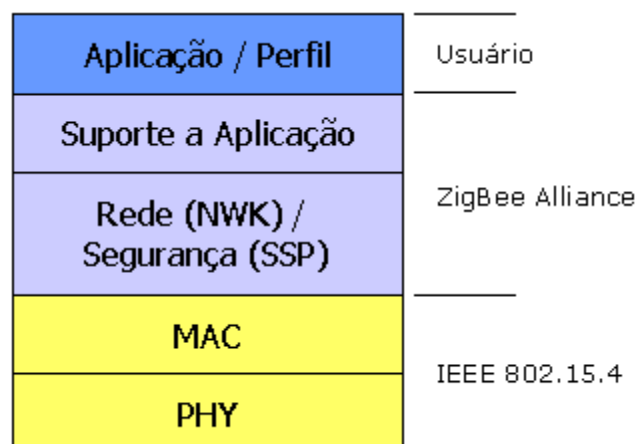 Aplicação / Perfil
Usuário
Suporte a Aplicação
ZigBee Alliance
Rede (NWK) /
Segurança (SSP)
MAC
IEEE 802.15.4
PHY